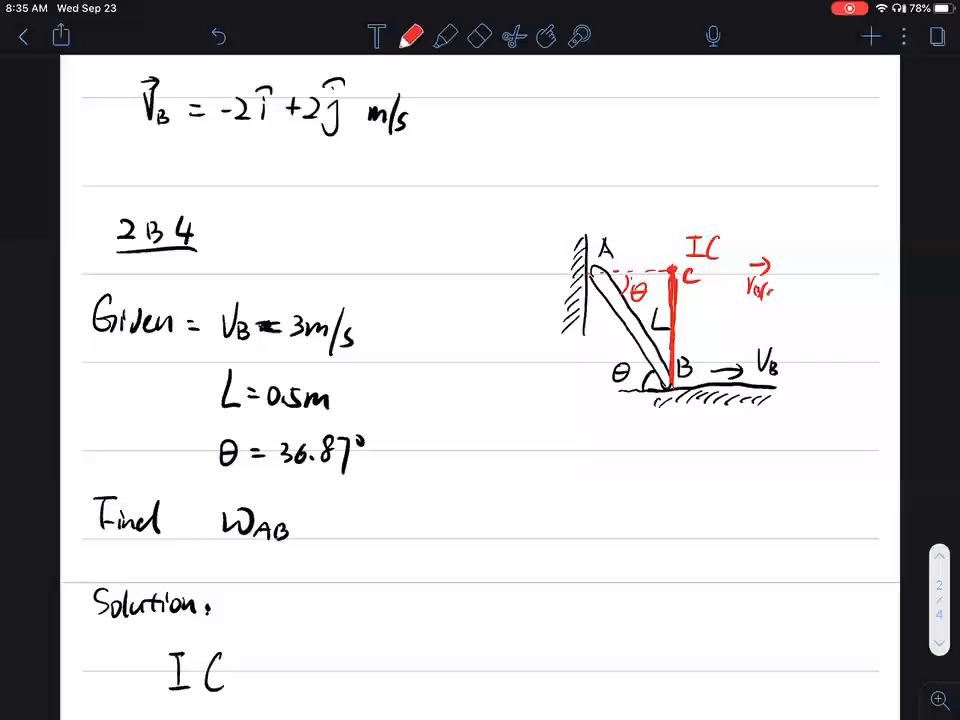 8:35 AM Wed Sep 23
78%
V⃗B = -2î + 2ĵ m/s
2B4
Given = VB = 3m/s
L = 0.5m
θ = 36.87°
Find ωAB
Solution:
IC
A
IC
C
θ
L
θ
B
VB
2
/
4